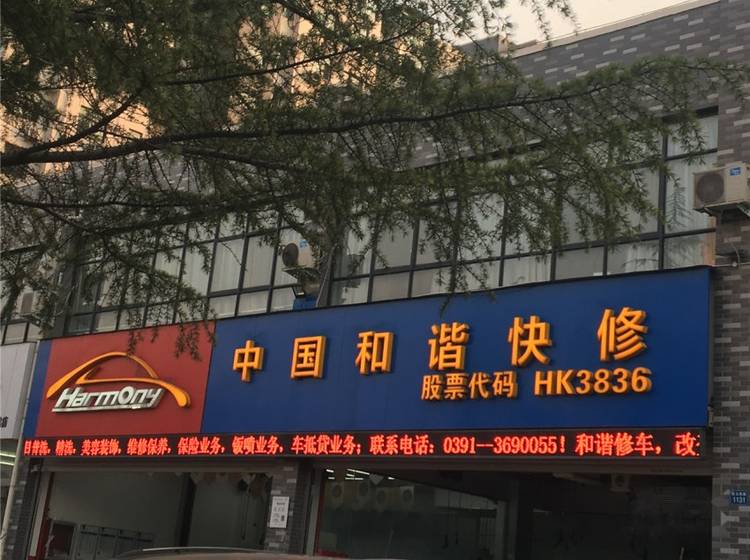 HarmOny
中国和谐快修
股票代码 HK3836
洗，精洗，美容装饰，维修保养，保险业务，钣喷业务，车抵贷业务；联系电话：0391--3690055！和谐修车，改
1131